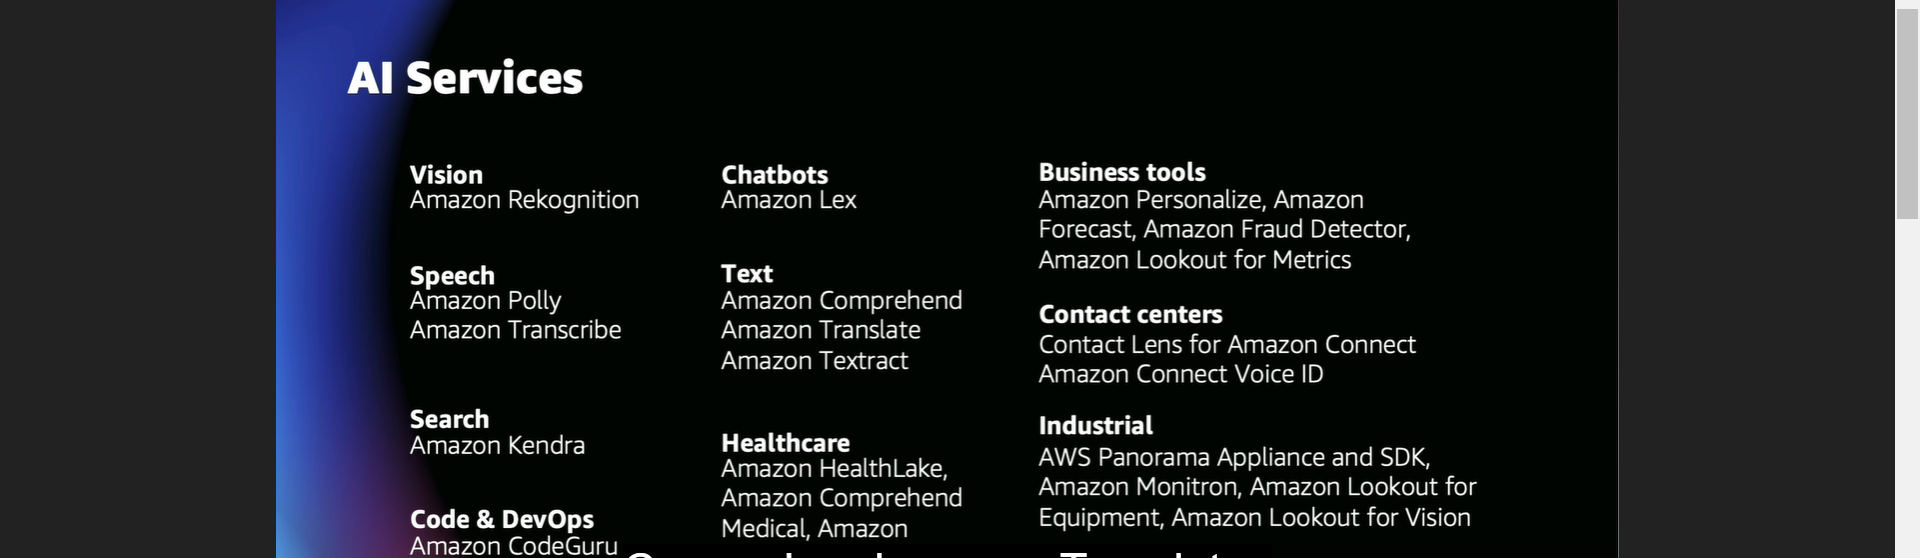 AI Services
Vision
Amazon Rekognition
Speech
Amazon Polly
Amazon Transcribe
Search
Amazon Kendra
Code & DevOps
Amazon CodeGuru
Chatbots
Amazon Lex
Text
Amazon Comprehend
Amazon Translate
Amazon Textract
Healthcare
Amazon HealthLake,
Amazon Comprehend
Medical, Amazon
Business tools
Amazon Personalize, Amazon
Forecast, Amazon Fraud Detector,
Amazon Lookout for Metrics
Contact centers
Contact Lens for Amazon Connect
Amazon Connect Voice ID
Industrial
AWS Panorama Appliance and SDK,
Amazon Monitron, Amazon Lookout for
Equipment, Amazon Lookout for Vision